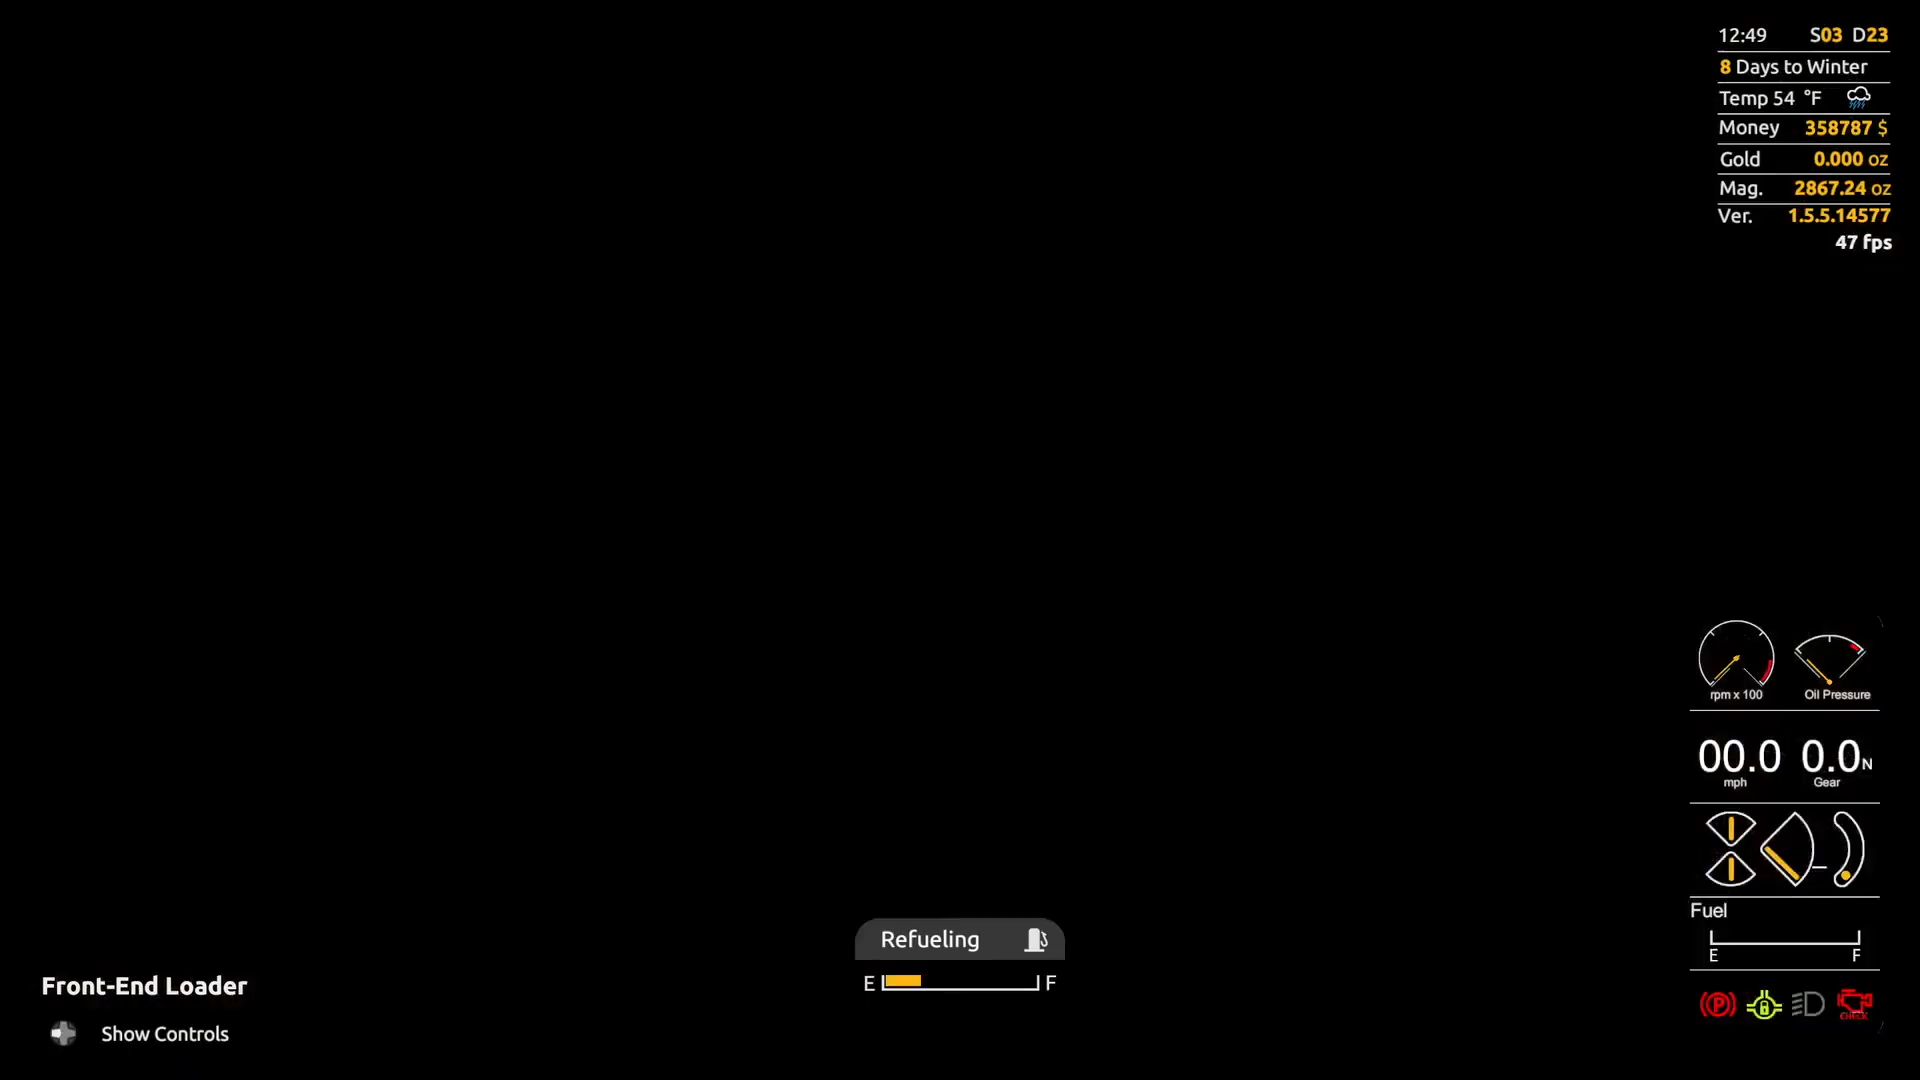 12:49 S03 D23
8 Days to Winter
Temp 54 °F
Money 358787 $
Gold 0.000 oz
Mag. 2867.24 oz
Ver. 1.5.5.14577
47 fps
rpm x 100 Oil Pressure
00.0 0.0N
mph Gear
Fuel
E F
P
CHECK
Refueling
E F
Front-End Loader
Show Controls